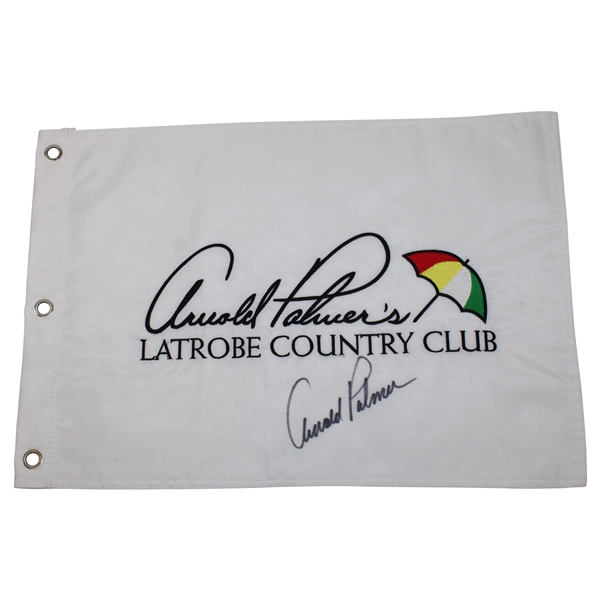 Arnold Palmer's
LATROBE COUNTRY CLUB
Arnold Palmer